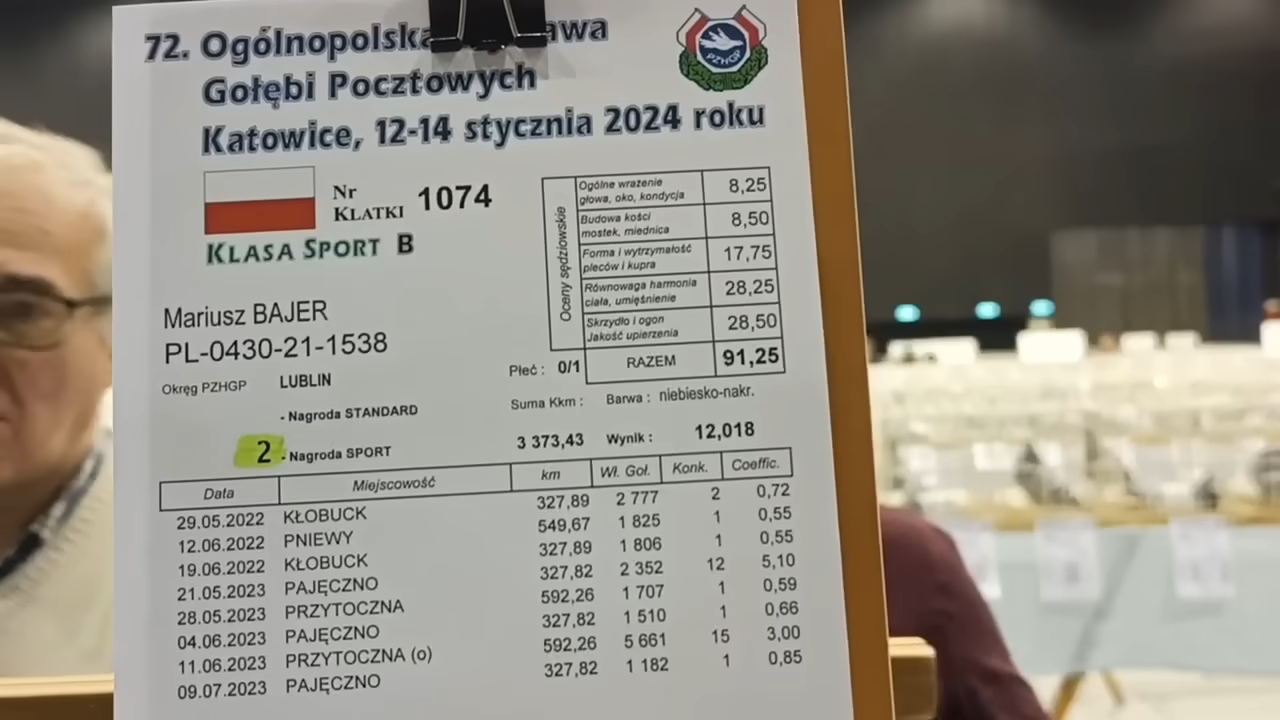 72. Ogólnopolska
Gołębi Pocztowych
Katowice, 12-14 stycznia 2024 roku
PZHGP
Nr
KLATKI 1074
KLASA SPORT B
Mariusz BAJER
PL-0430-21-1538
Okręg PZHGP LUBLIN
- Nagroda STANDARD
2 - Nagroda SPORT
Oceny sędziowskie
Ogólne wrażenie
głowa, oko, kondycja 8,25
Budowa kości
mostek, miednica 8,50
Forma i wytrzymałość
pleców i kupra 17,75
Równowaga harmonia
ciała, umięśnienie 28,25
Skrzydło i ogon
Jakość upierzenia 28,50
RAZEM 91,25
Płeć : 0/1
Suma Kkm : Barwa : niebiesko-nakr.
3 373,43 Wynik : 12,018
Data Miejscowość km Wł. Goł. Konk. Coeffic.
29.05.2022 KŁOBUCK 327,89 2 777 2 0,72
12.06.2022 PNIEWY 549,67 1 825 1 0,55
19.06.2022 KŁOBUCK 327,89 1 806 1 0,55
21.05.2023 PAJĘCZNO 327,82 2 352 12 5,10
28.05.2023 PRZYTOCZNA 592,26 1 707 1 0,59
04.06.2023 PAJĘCZNO 327,82 1 510 1 0,66
11.06.2023 PRZYTOCZNA (o) 592,26 5 661 15 3,00
09.07.2023 PAJĘCZNO 327,82 1 182 1 0,85